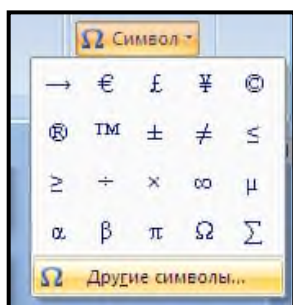 Ω Символ
→ € £ ¥ ©
® ™ ± ≠ ≤
≥ ÷ × ∞ µ
α β π Ω Σ
Ω Другие символы...